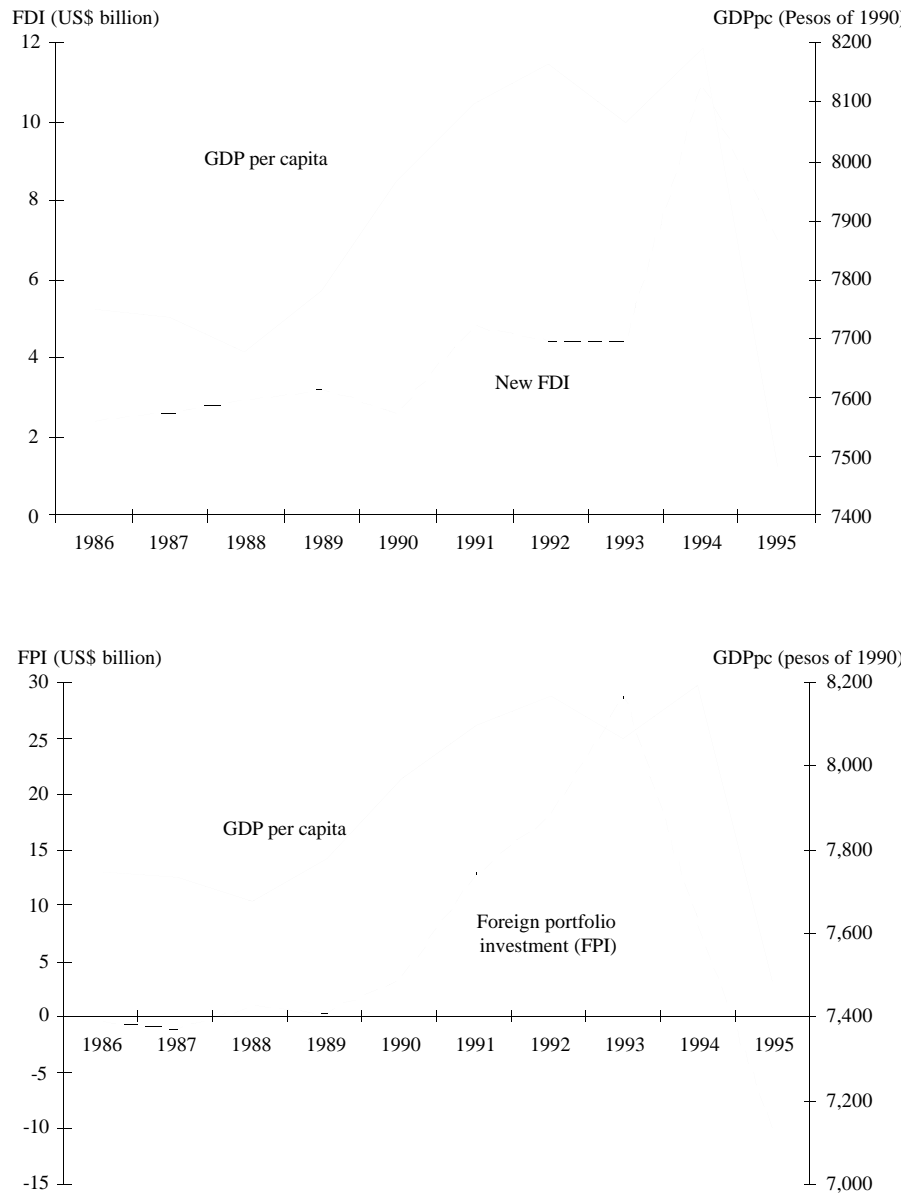 FDI (US$ billion) GDPpc (Pesos of 1990)
12 8200
8100
10
GDP per capita 8000
8 7900
6 7800
4 7700
New FDI
7600
2 7500
0 7400
1986 1987 1988 1989 1990 1991 1992 1993 1994 1995
FPI (US$ billion) GDPpc (pesos of 1990)
30 8,200
25
8,000
20
GDP per capita
15 7,800
10
Foreign portfolio
7,600
investment (FPI)
5
0 7,400
1986 1987 1988 1989 1990 1991 1992 1993 1994 1995
-5
7,200
-10
-15 7,000